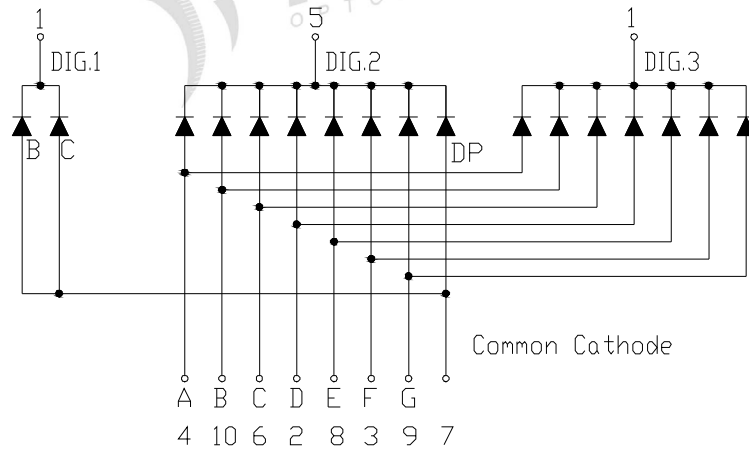 1 5 1
DIG.1 DIG.2 DIG.3
B C DP
Common Cathode
A B C D E F G
4 10 6 2 8 3 9 7